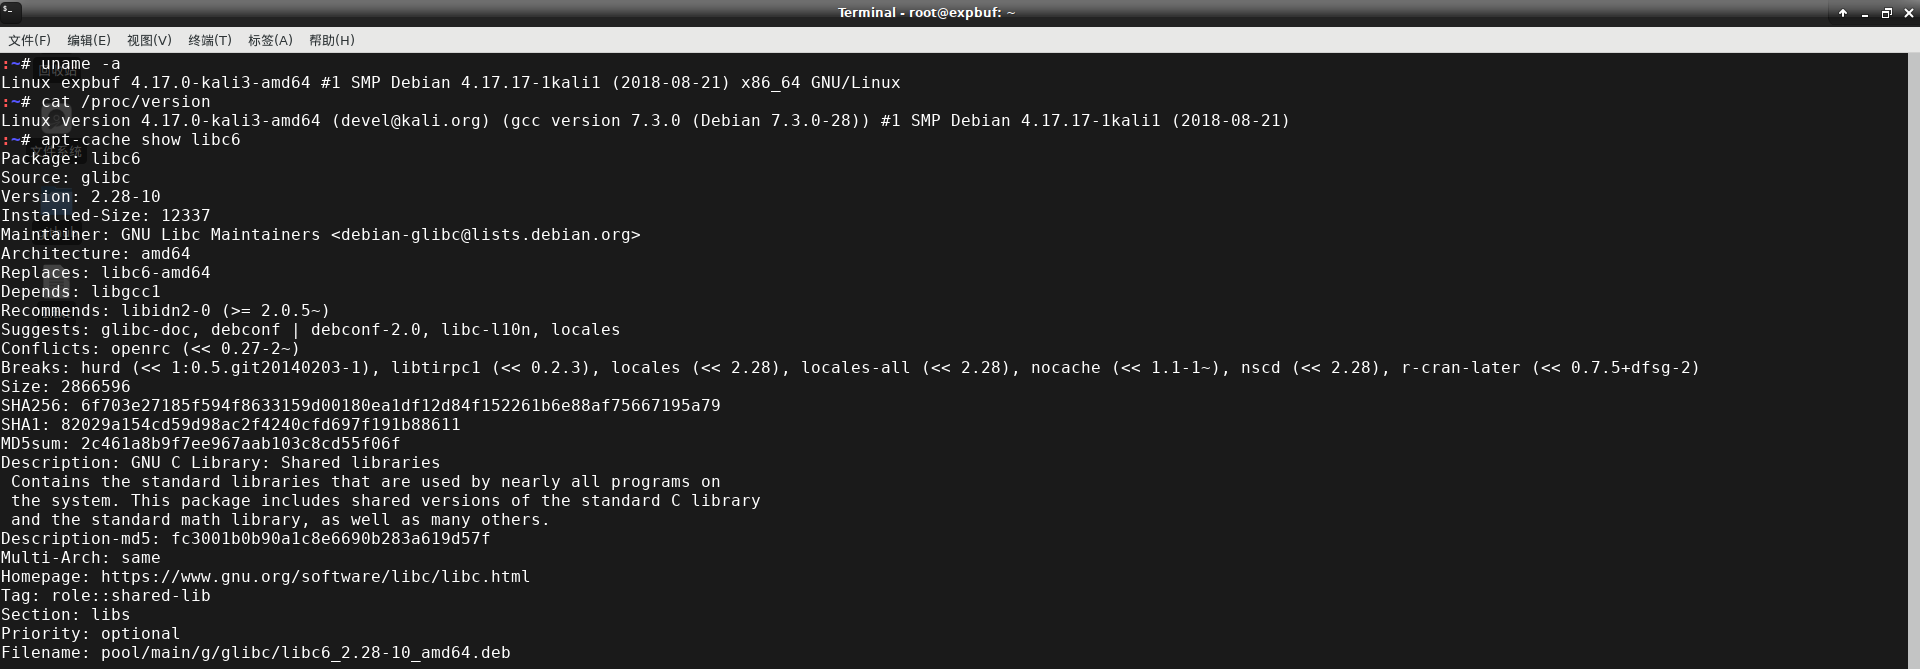 Terminal - root@expbuf: ~
文件(F) 编辑(E) 视图(V) 终端(T) 标签(A) 帮助(H)
:~# uname -a
Linux expbuf 4.17.0-kali3-amd64 #1 SMP Debian 4.17.17-1kali1 (2018-08-21) x86_64 GNU/Linux
:~# cat /proc/version
Linux version 4.17.0-kali3-amd64 (devel@kali.org) (gcc version 7.3.0 (Debian 7.3.0-28)) #1 SMP Debian 4.17.17-1kali1 (2018-08-21)
:~# apt-cache show libc6
Package: libc6
Source: glibc
Version: 2.28-10
Installed-Size: 12337
Maintainer: GNU Libc Maintainers <debian-glibc@lists.debian.org>
Architecture: amd64
Replaces: libc6-amd64
Depends: libgcc1
Recommends: libidn2-0 (>= 2.0.5~)
Suggests: glibc-doc, debconf | debconf-2.0, libc-l10n, locales
Conflicts: openrc (<< 0.27-2~)
Breaks: hurd (<< 1:0.5.git20140203-1), libtirpc1 (<< 0.2.3), locales (<< 2.28), locales-all (<< 2.28), nocache (<< 1.1-1~), nscd (<< 2.28), r-cran-later (<< 0.7.5+dfsg-2)
Size: 2866596
SHA256: 6f703e27185f594f8633159d00180ea1df12d84f152261b6e88af75667195a79
SHA1: 82029a154cd59d98ac2f4240cfd697f191b88611
MD5sum: 2c461a8b9f7ee967aab103c8cd55f06f
Description: GNU C Library: Shared libraries
 Contains the standard libraries that are used by nearly all programs on
 the system. This package includes shared versions of the standard C library
 and the standard math library, as well as many others.
Description-md5: fc3001b0b90a1c8e6690b283a619d57f
Multi-Arch: same
Homepage: https://www.gnu.org/software/libc/libc.html
Tag: role::shared-lib
Section: libs
Priority: optional
Filename: pool/main/g/glibc/libc6_2.28-10_amd64.deb